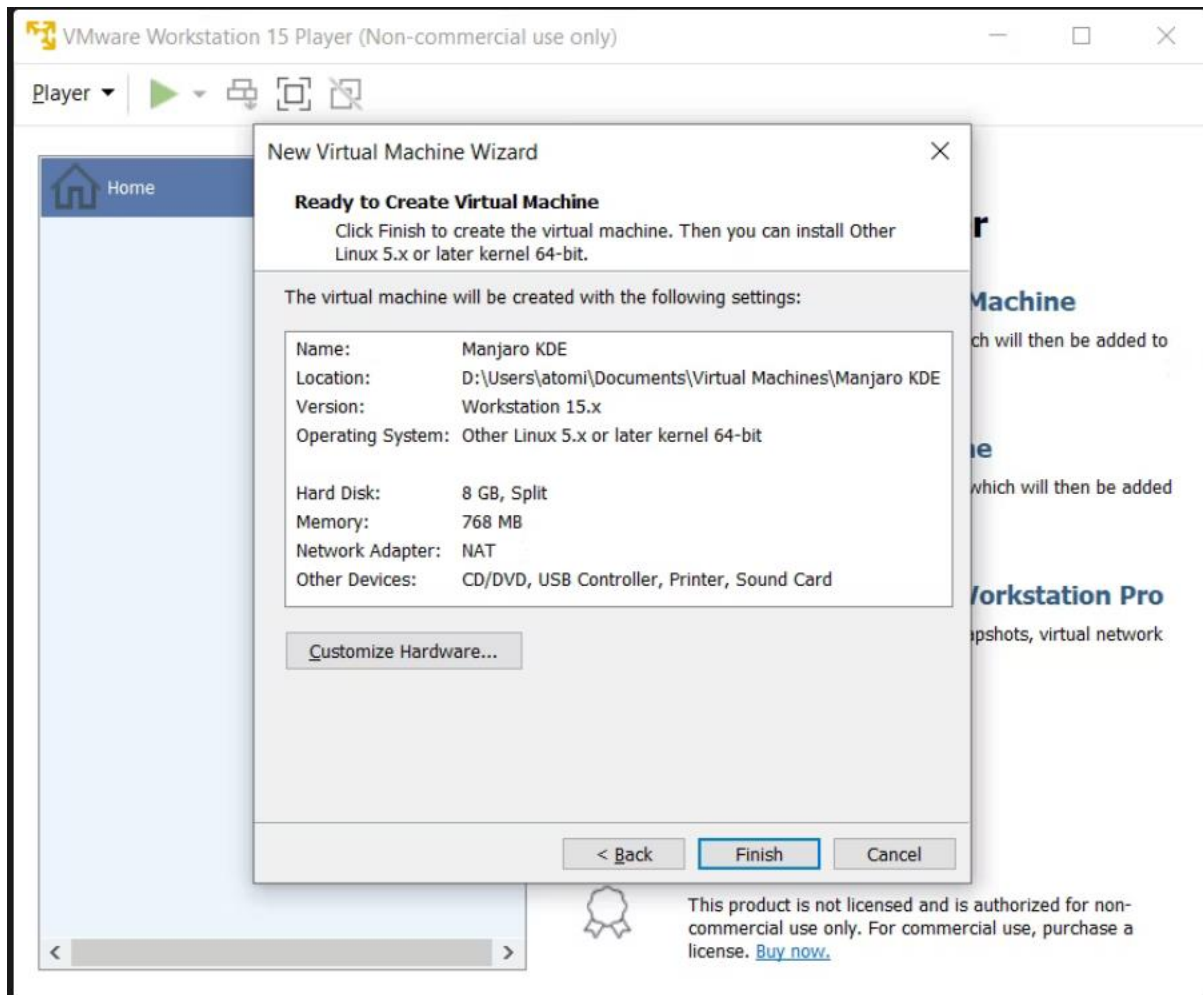 VMware Workstation 15 Player (Non-commercial use only)
Player
Home
New Virtual Machine Wizard
Ready to Create Virtual Machine
Click Finish to create the virtual machine. Then you can install Other
Linux 5.x or later kernel 64-bit.
The virtual machine will be created with the following settings:
Name: Manjaro KDE
Location: D:\Users\atomi\Documents\Virtual Machines\Manjaro KDE
Version: Workstation 15.x
Operating System: Other Linux 5.x or later kernel 64-bit
Hard Disk: 8 GB, Split
Memory: 768 MB
Network Adapter: NAT
Other Devices: CD/DVD, USB Controller, Printer, Sound Card
Customize Hardware...
< Back Finish Cancel
r
Machine
ch will then be added to
ne
which will then be added
Workstation Pro
apshots, virtual network
This product is not licensed and is authorized for non-
commercial use only. For commercial use, purchase a
license. Buy now.